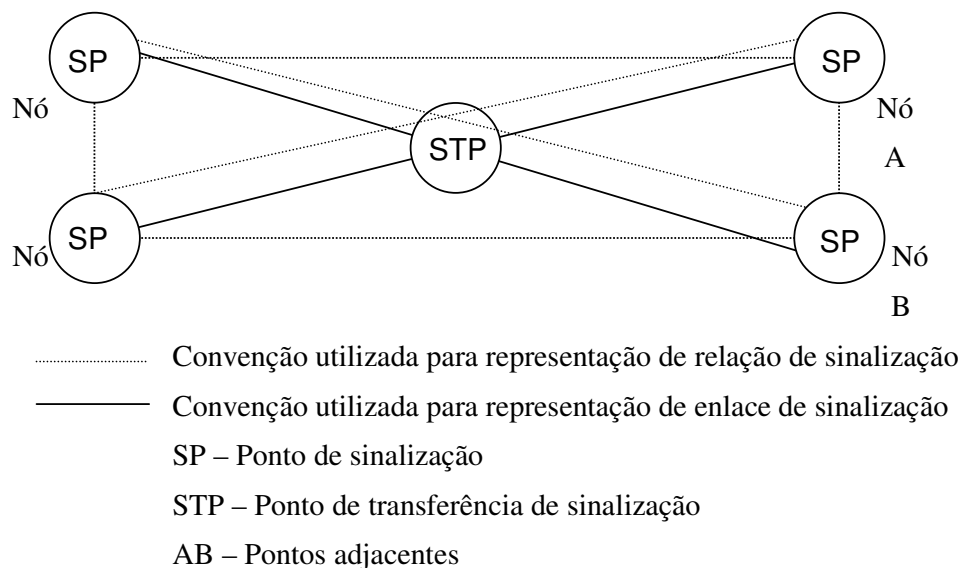 SP
SP
Nó
Nó
A
STP
SP
SP
Nó
Nó
B
Convenção utilizada para representação de relação de sinalização
Convenção utilizada para representação de enlace de sinalização
SP – Ponto de sinalização
STP – Ponto de transferência de sinalização
AB – Pontos adjacentes